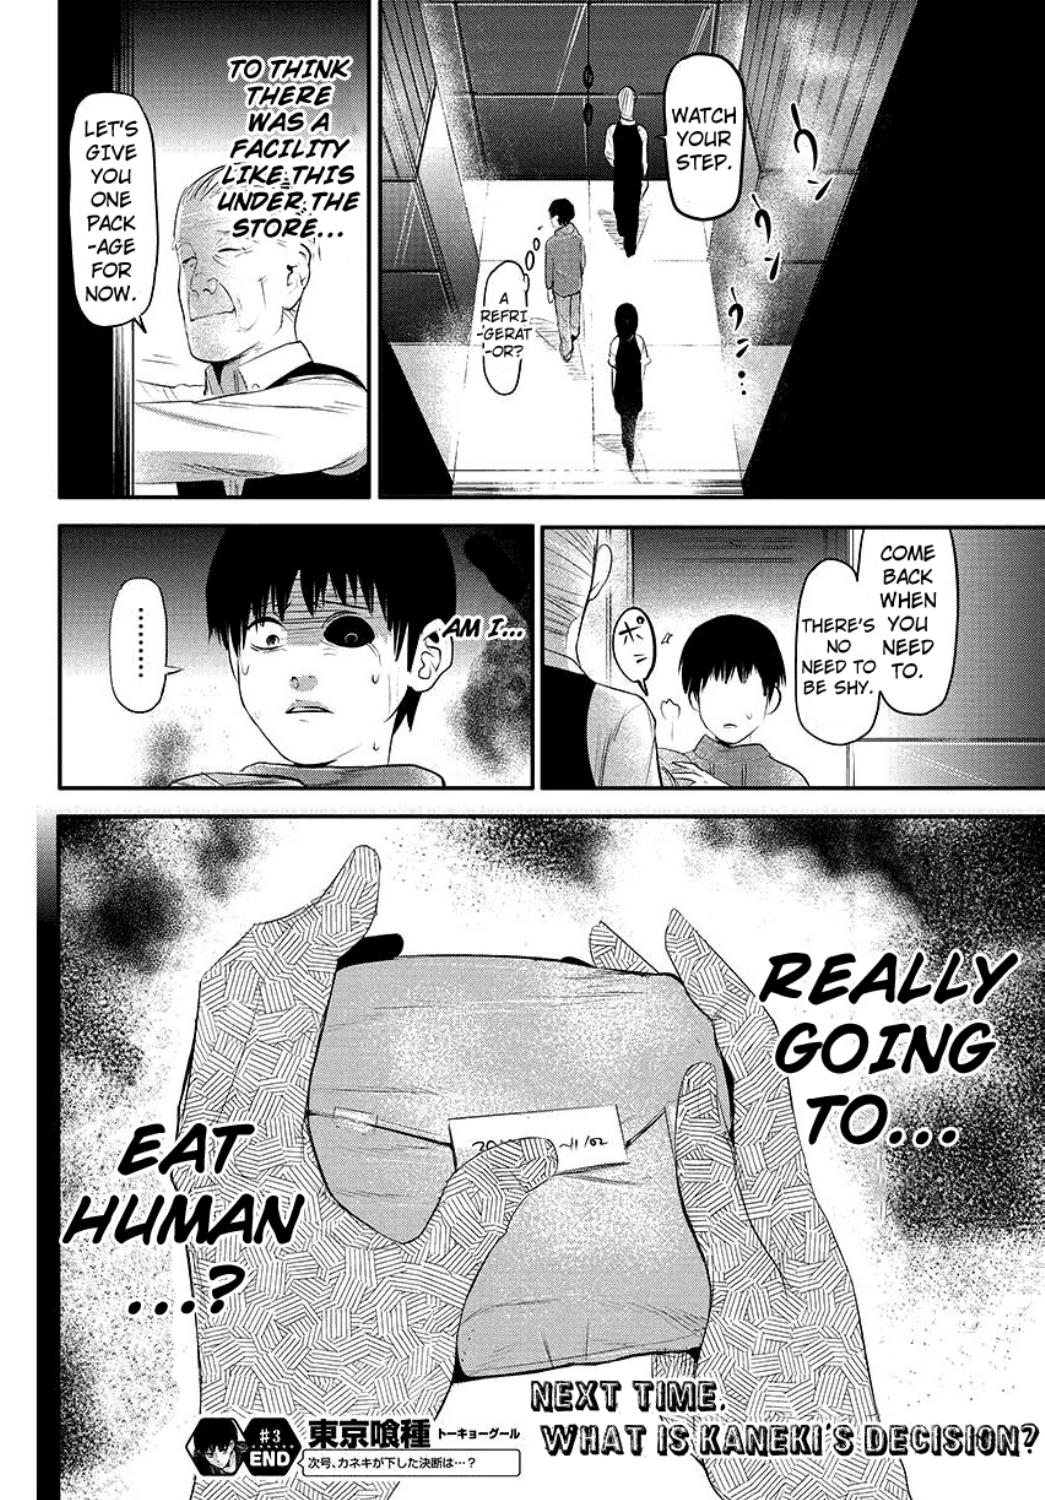 WATCH
YOUR
STEP.
A
REFRI
-GERAT
-OR?
TO THINK
THERE
WAS A
FACILITY
LIKE THIS
UNDER THE
STORE...
LET'S
GIVE
YOU
ONE
PACK
-AGE
FOR
NOW.
COME
BACK
WHEN
YOU
NEED
TO.
THERE'S
NO
NEED TO
BE SHY.
ポン
AM I...
.........
REALLY
GOING
TO...
EAT
HUMAN
...?
NEXT TIME,
WHAT IS KANEKI'S DECISION?
#3
END
東京喰種 トーキョーグール
次号、カネキが下した決断は…?